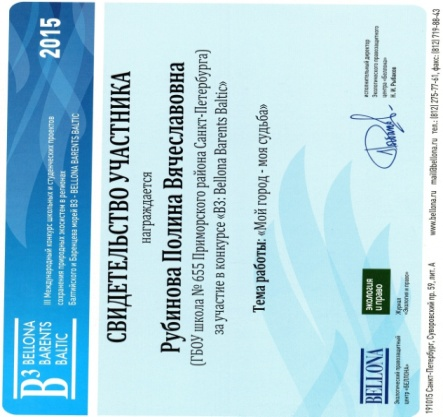 B³ BELLONA
BARENTS
BALTIC
III Международный конкурс школьных и студенческих проектов
сохранения природных экосистем в регионах
Балтийского и Баренцева морей B3 - BELLONA BARENTS BALTIC
2015
СВИДЕТЕЛЬСТВО УЧАСТНИКА
награждается
Рубинова Полина Вячеславовна
(ГБОУ школа № 655 Приморского района Санкт-Петербурга)
за участие в конкурсе «B3: Bellona Barents Baltic»
Тема работы: «Мой город - моя судьба»
BELLONA
Экологический правозащитный
центр «БЕЛЛОНА»
ЭКОЛОГИЯ
И ПРАВО
Журнал
«Экология и право»
исполнительный директор
Экологического правозащитного
центра «Беллона»
Н. И. Рыбаков
191015 Санкт-Петербург, Суворовский пр. 59, лит. А www.bellona.ru mail@bellona.ru тел.: (812) 275-77-61, факс: (812) 719-88-43